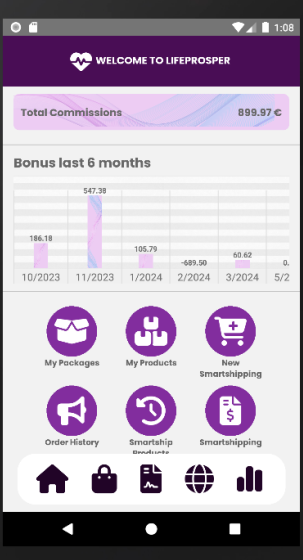 1:08
WELCOME TO LIFEPROSPER
Total Commissions 899.97 €
Bonus last 6 months
547.38
186.18
105.79
-689.50
60.62
0.
10/2023 11/2023 1/2024 2/2024 3/2024 5/2
My Packages My Products New
Smartshipping
Order History Smartship
Products
Smartshipping